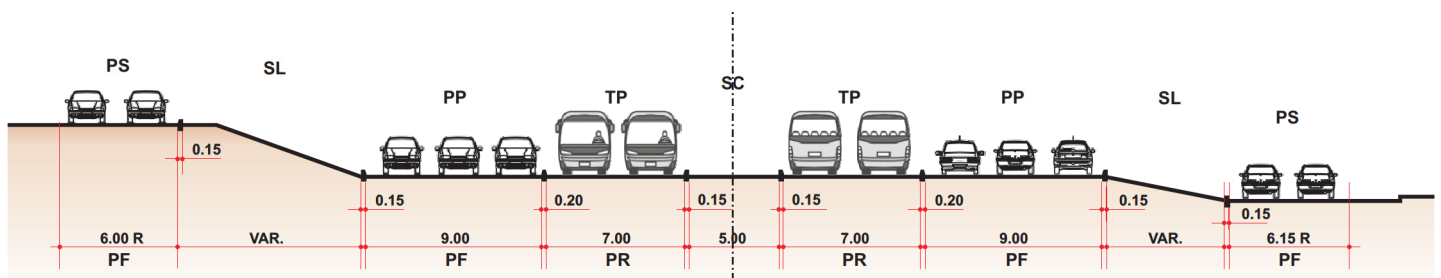 PS SL PP TP SC TP PP SL PS
0.15 0.15 0.20 0.15 0.15 0.20 0.15 0.15
6.00 R VAR. 9.00 7.00 5.00 7.00 9.00 VAR. 6.15 R
PF PF PR PR PF PF